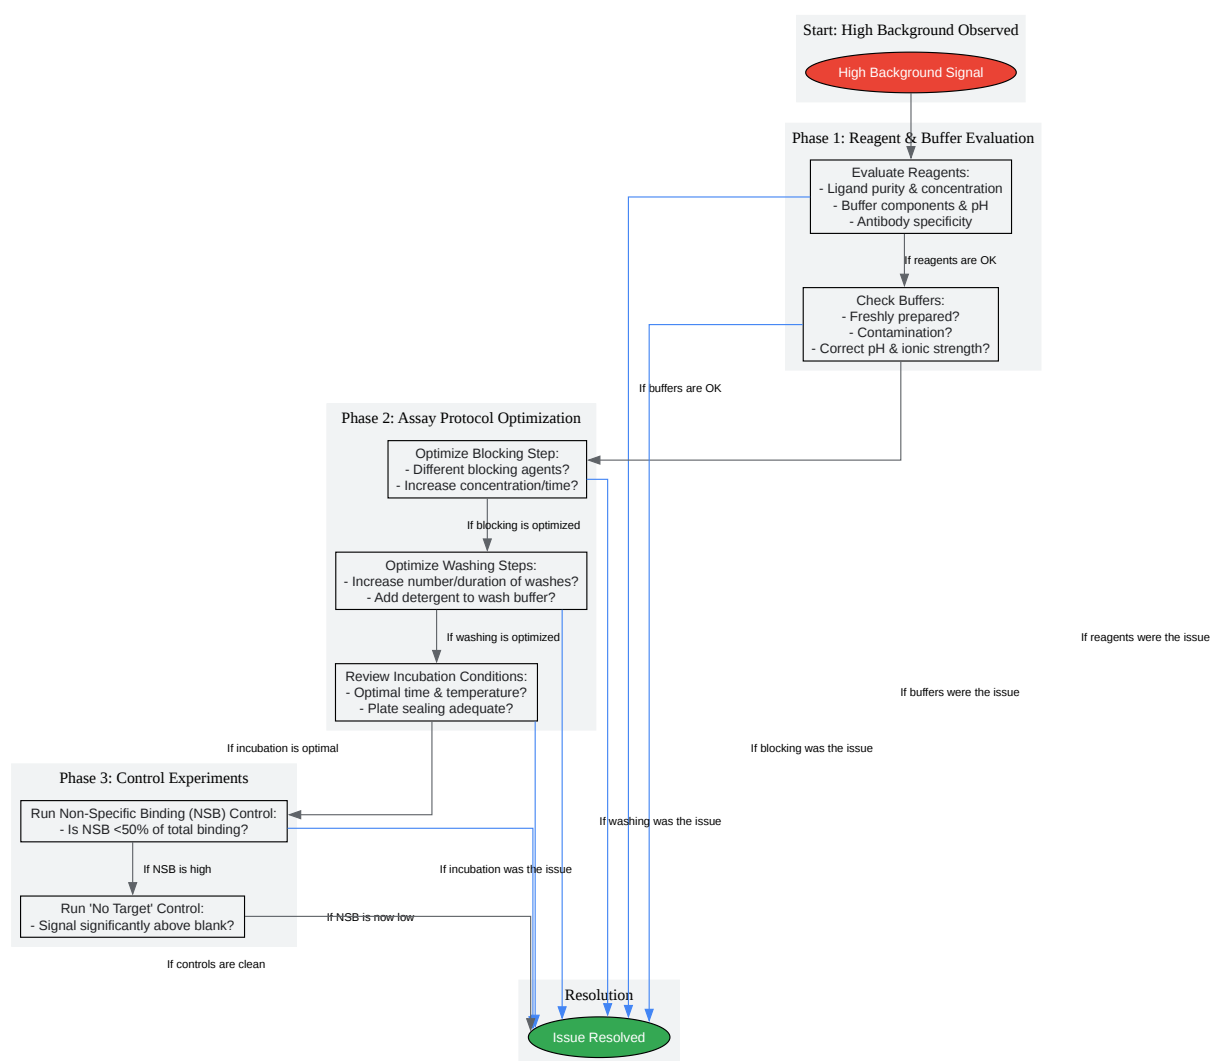 Start: High Background Observed
High Background Signal
Phase 1: Reagent & Buffer Evaluation
Evaluate Reagents:
- Ligand purity & concentration
- Buffer components & pH
- Antibody specificity
If reagents are OK
Check Buffers:
- Freshly prepared?
- Contamination?
- Correct pH & ionic strength?
If buffers are OK
Phase 2: Assay Protocol Optimization
Optimize Blocking Step:
- Different blocking agents?
- Increase concentration/time?
If blocking is optimized
Optimize Washing Steps:
- Increase number/duration of washes?
- Add detergent to wash buffer?
If washing is optimized
If reagents were the issue
Review Incubation Conditions:
- Optimal time & temperature?
- Plate sealing adequate?
If buffers were the issue
If incubation is optimal
If blocking was the issue
Phase 3: Control Experiments
Run Non-Specific Binding (NSB) Control:
- Is NSB <50% of total binding?
If washing was the issue
If NSB is high
If incubation was the issue
Run 'No Target' Control:
- Signal significantly above blank?
If NSB is now low
If controls are clean
Resolution
Issue Resolved